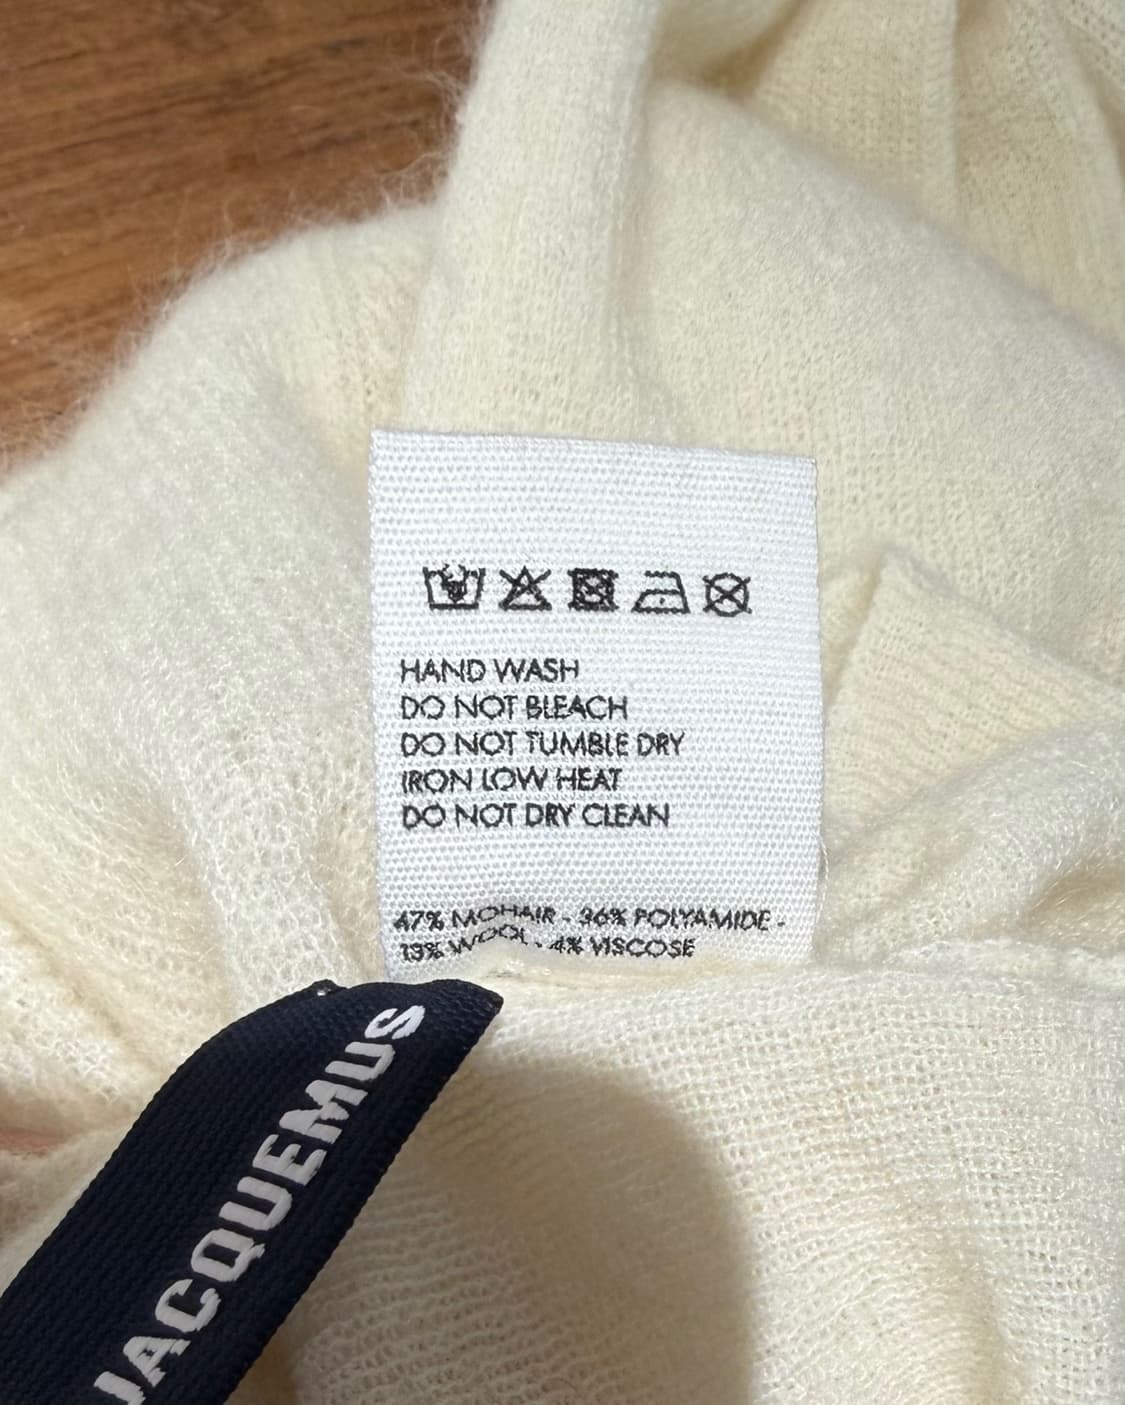 HAND WASH
DO NOT BLEACH
DO NOT TUMBLE DRY
IRON LOW HEAT
DO NOT DRY CLEAN
47% MOHAIR - 36% POLYAMIDE -
13% WOOL - 4% VISCOSE
JACQUEMUS